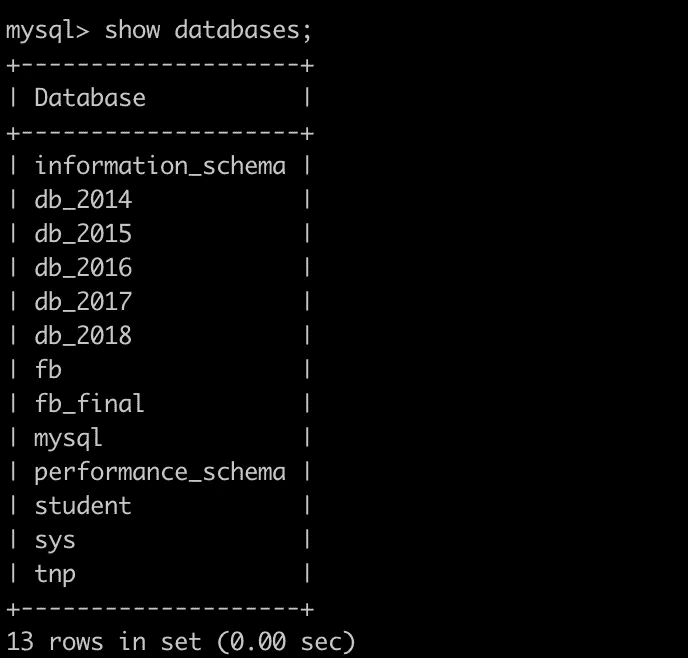 mysql> show databases;
+--------------------+
| Database           |
+--------------------+
| information_schema |
| db_2014            |
| db_2015            |
| db_2016            |
| db_2017            |
| db_2018            |
| fb                 |
| fb_final           |
| mysql              |
| performance_schema |
| student            |
| sys                |
| tnp                |
+--------------------+
13 rows in set (0.00 sec)